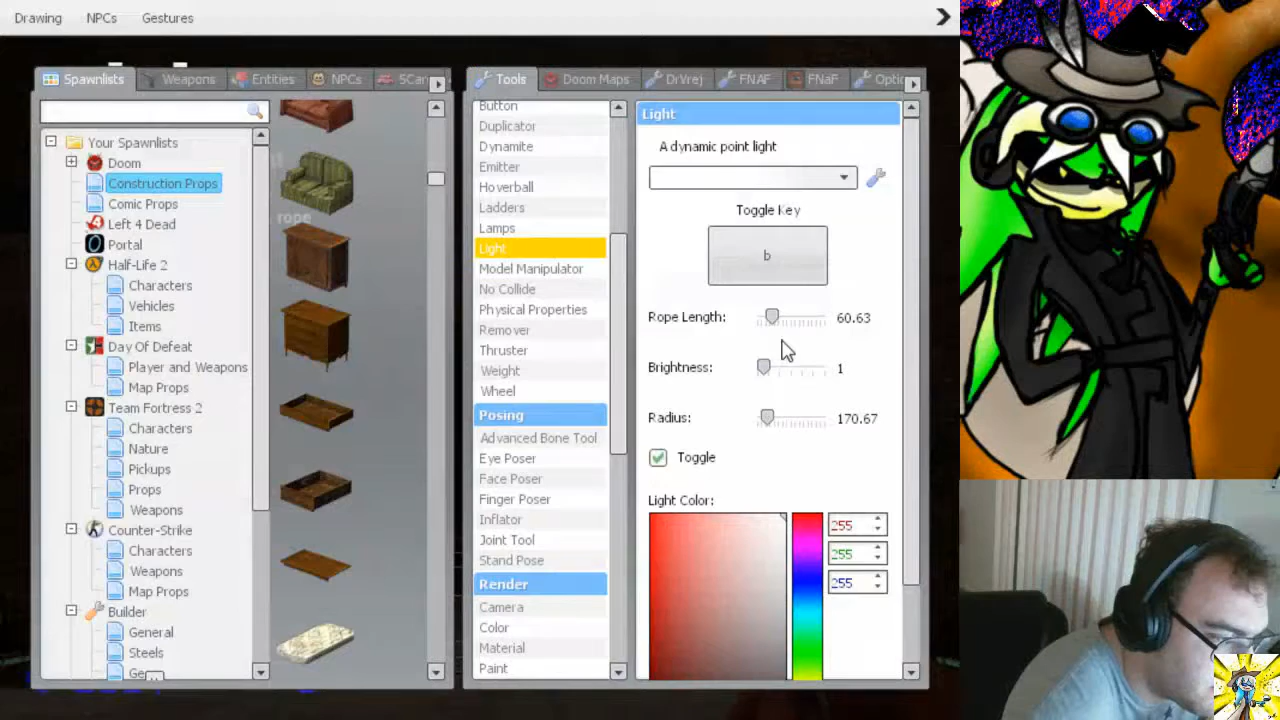 Drawing NPCs Gestures
Spawnlists Weapons Entities NPCs SCar
Tools Doom Maps DrVrej FNAF FNaF Optio
Your Spawnlists
Doom
Construction Props
Comic Props
Left 4 Dead
Portal
Half-Life 2
Characters
Vehicles
Items
Day Of Defeat
Player and Weapons
Map Props
Team Fortress 2
Characters
Nature
Pickups
Props
Weapons
Counter-Strike
Characters
Weapons
Map Props
Builder
General
Steels
Ge
rope
Button
Duplicator
Dynamite
Emitter
Hoverball
Ladders
Lamps
Light
Model Manipulator
No Collide
Physical Properties
Remover
Thruster
Weight
Wheel
Posing
Advanced Bone Tool
Eye Poser
Face Poser
Finger Poser
Inflator
Joint Tool
Stand Pose
Render
Camera
Color
Material
Paint
Light
A dynamic point light
Toggle Key
b
Rope Length: 60.63
Brightness: 1
Radius: 170.67
Toggle
Light Color:
255
255
255